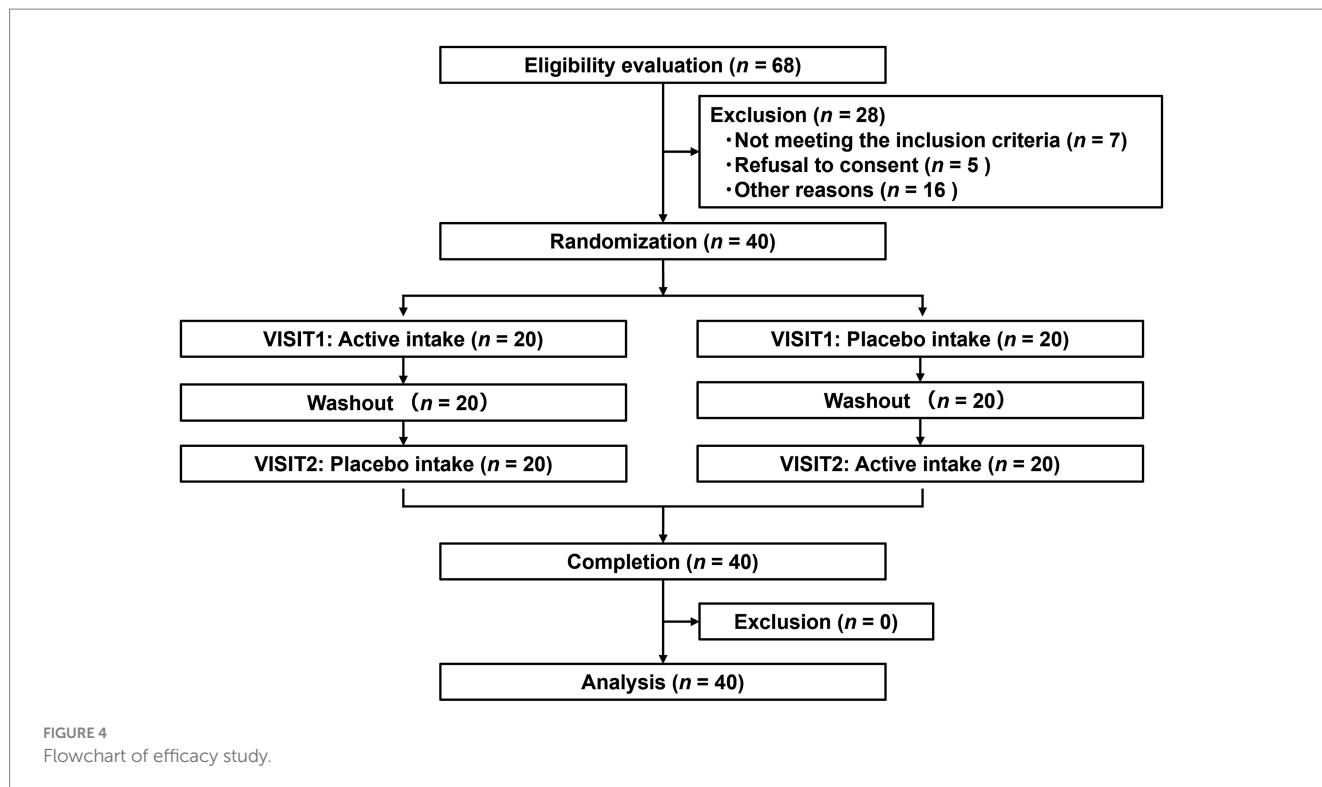 Eligibility evaluation (n = 68)
Exclusion (n = 28)
・Not meeting the inclusion criteria (n = 7)
・Refusal to consent (n = 5 )
・Other reasons (n = 16 )
Randomization (n = 40)
VISIT1: Active intake (n = 20)
VISIT1: Placebo intake (n = 20)
Washout （n = 20）
Washout （n = 20）
VISIT2: Placebo intake (n = 20)
VISIT2: Active intake (n = 20)
Completion (n = 40)
Exclusion (n = 0)
Analysis (n = 40)
FIGURE 4
Flowchart of efficacy study.